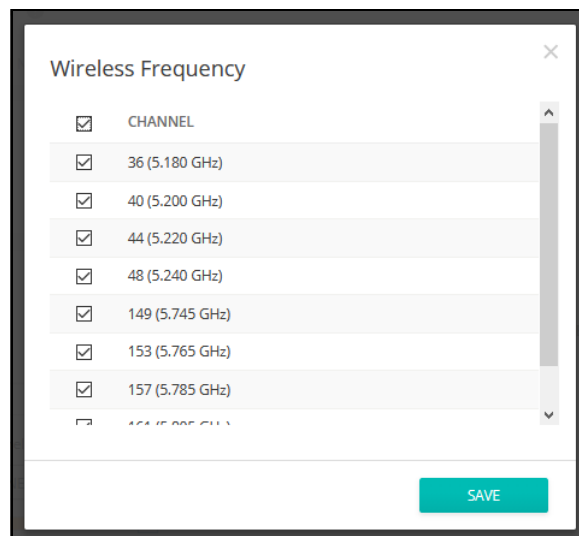 Wireless Frequency
CHANNEL
36 (5.180 GHz)
40 (5.200 GHz)
44 (5.220 GHz)
48 (5.240 GHz)
149 (5.745 GHz)
153 (5.765 GHz)
157 (5.785 GHz)
SAVE